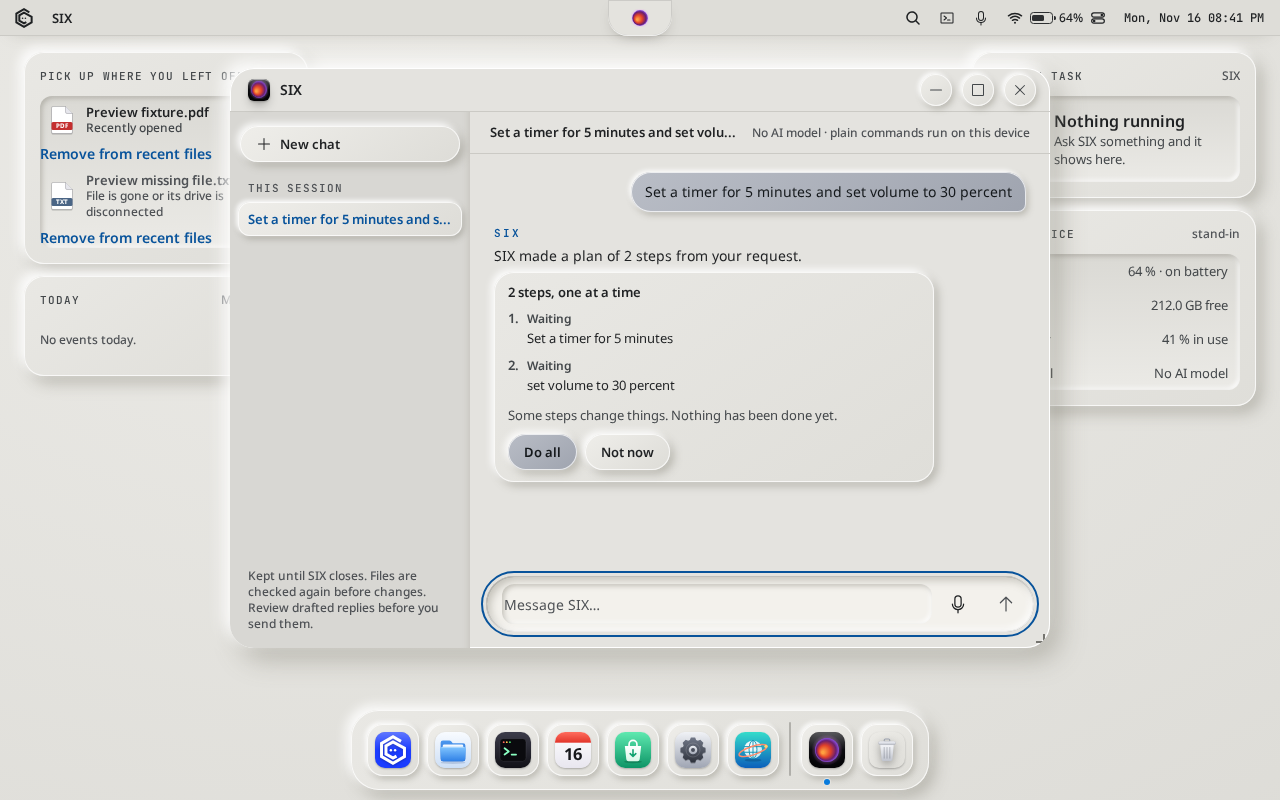 SIX
64%
Mon, Nov 16 08:41 PM
PICK UP WHERE YOU LEFT
Preview fixture.pdf
Recently opened
Remove from recent files
Preview missing file.tx
File is gone or its drive is
disconnected
Remove from recent files
TODAY
No events today.
SIX
New chat
THIS SESSION
Set a timer for 5 minutes and s...
Kept until SIX closes. Files are
checked again before changes.
Review drafted replies before you
send them.
Set a timer for 5 minutes and set volu...
No AI model · plain commands run on this device
Set a timer for 5 minutes and set volume to 30 percent
SIX
SIX made a plan of 2 steps from your request.
2 steps, one at a time
1. Waiting
Set a timer for 5 minutes
2. Waiting
set volume to 30 percent
Some steps change things. Nothing has been done yet.
Do all
Not now
Message SIX...
TASK
SIX
Nothing running
Ask SIX something and it
shows here.
ICE
stand-in
64 % · on battery
212.0 GB free
41 % in use
No AI model
PDF
TXT
16